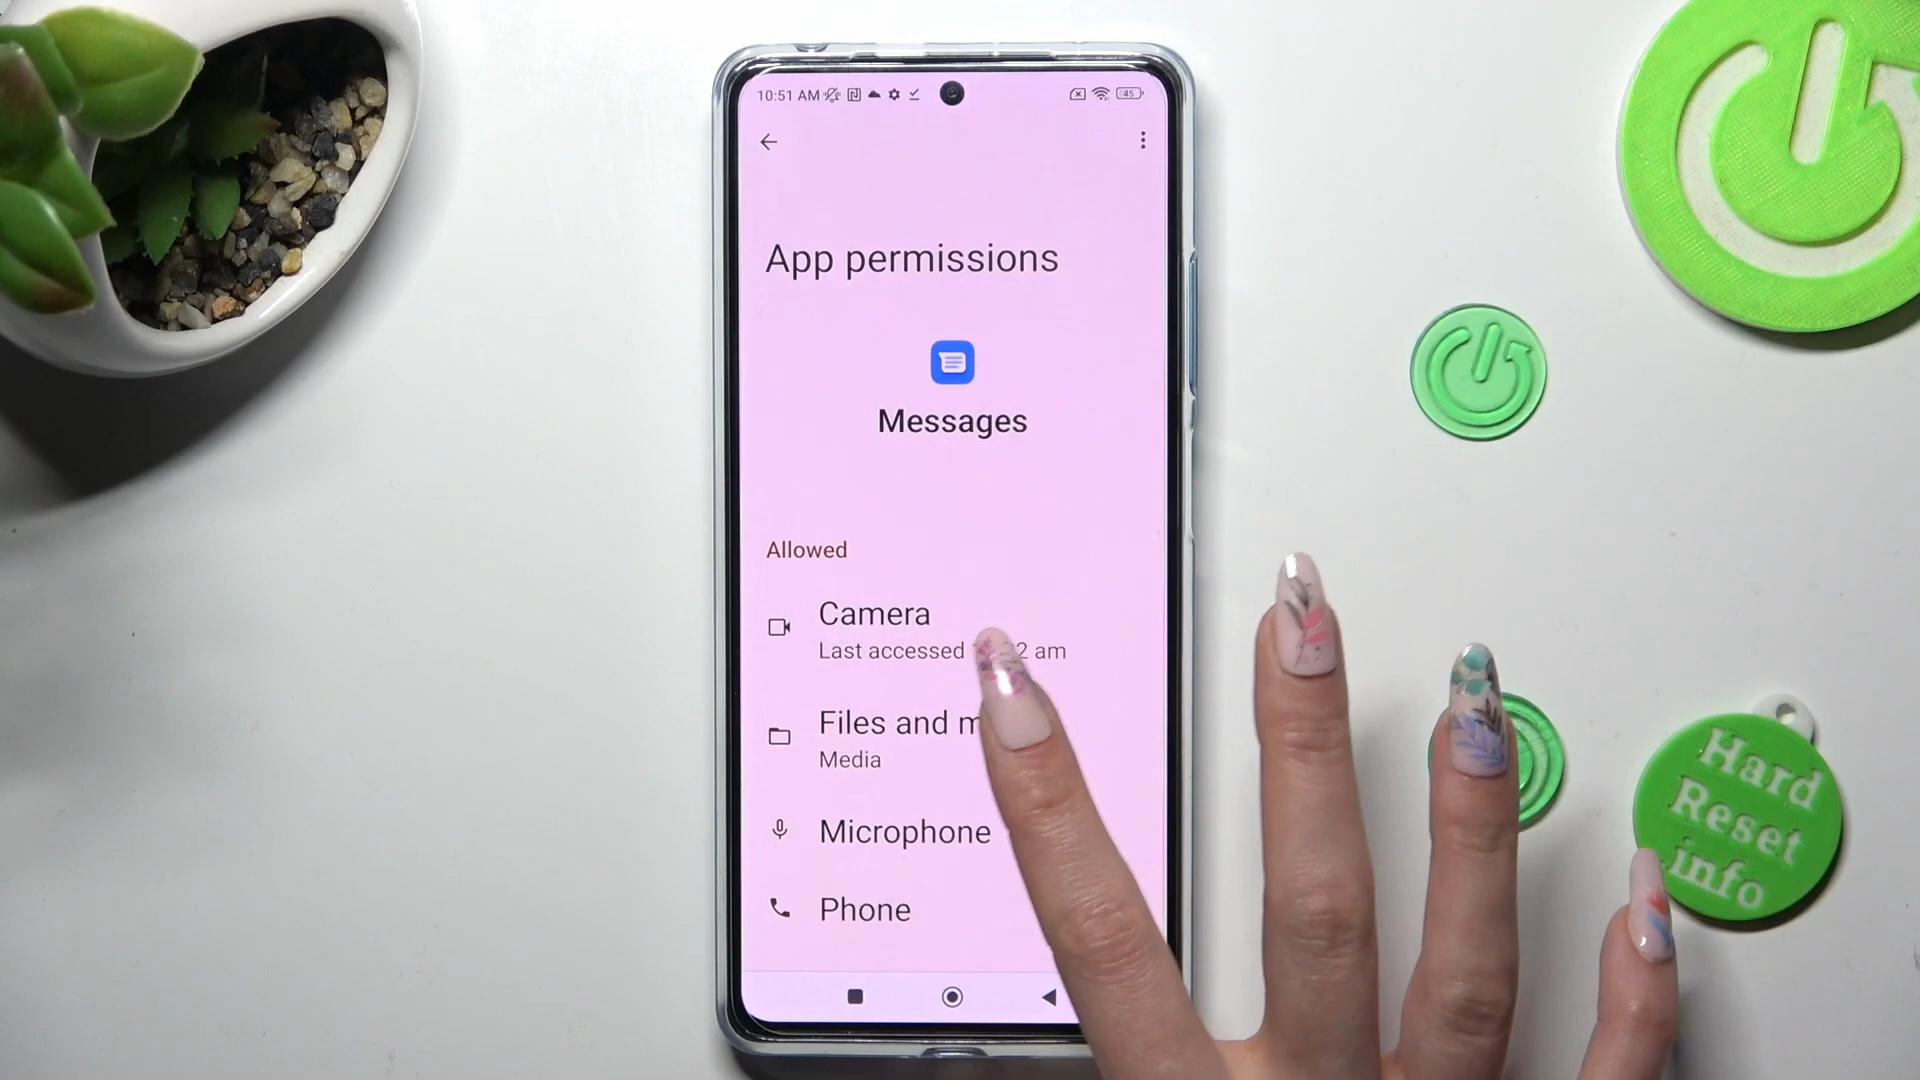 10:51 AM
45
App permissions
Messages
Allowed
Camera
Last accessed 2 am
Files and
Media
Microphone
Phone
Hard
Reset
info